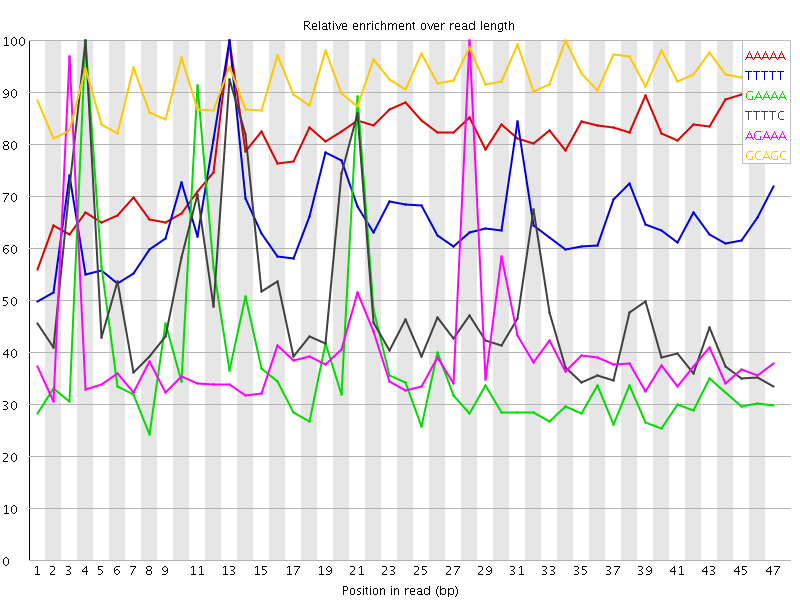 Relative enrichment over read length
100
90
80
70
60
50
40
30
20
10
0
AAAAA
TTTTT
GAAAA
TTTTC
AGAAA
GCAGC
1 2 3 4 5 6 7 8 9 11 13 15 17 19 21 23 25 27 29 31 33 35 37 39 41 43 45 47
Position in read (bp)